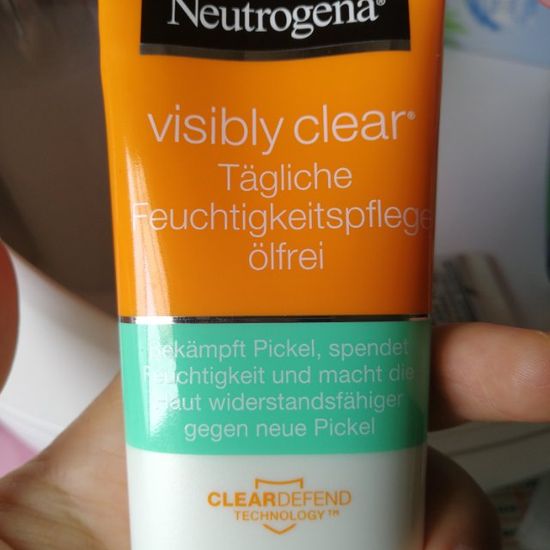 Neutrogena®
visibly clear®
Tägliche
Feuchtigkeitspflege
ölfrei
bekämpft Pickel, spendet
Feuchtigkeit und macht die
Haut widerstandsfähiger
gegen neue Pickel
CLEARDEFEND
TECHNOLOGY™